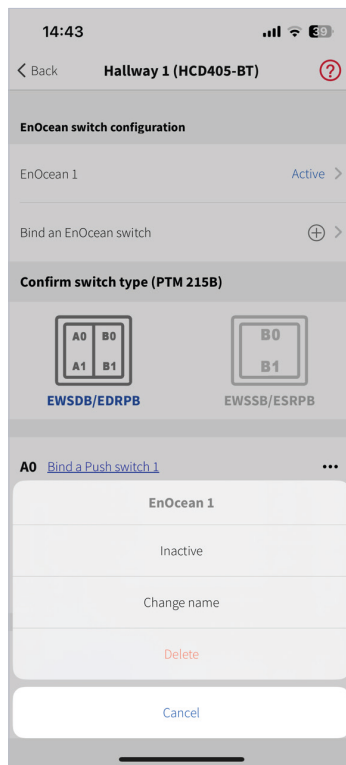 14:43
39
Back Hallway 1 (HCD405-BT) ?
EnOcean switch configuration
EnOcean 1 Active
Bind an EnOcean switch
Confirm switch type (PTM 215B)
A0 B0 B0
A1 B1 B1
EWSDB/EDRPB EWSSB/ESRPB
A0 Bind a Push switch 1 •••
EnOcean 1
Inactive
Change name
Delete
Cancel